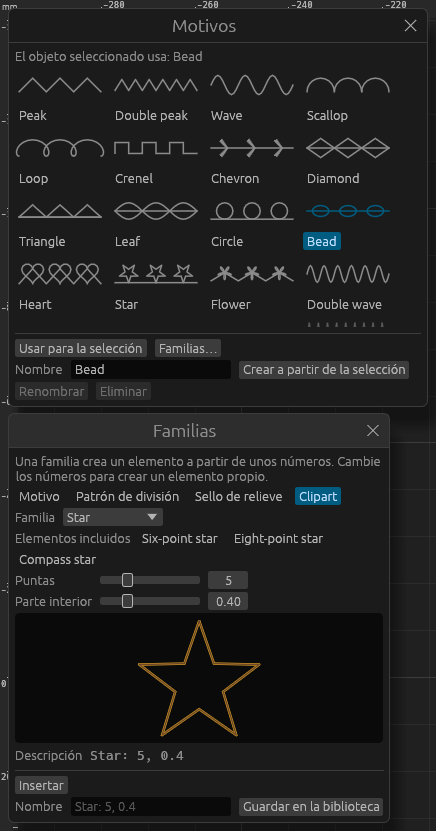 mm -280 -260 -220
Motivos
El objeto seleccionado usa: Bead
Peak Double peak Wave Scallop
Loop Crenel Chevron Diamond
Triangle Leaf Circle Bead
Heart Star Flower Double wave
Usar para la selección Familias...
Nombre Bead Crear a partir de la selección
Renombrar Eliminar
Familias
Una familia crea un elemento a partir de unos números. Cambie
los números para crear un elemento propio.
Motivo Patrón de división Sello de relieve Clipart
Familia Star
Elementos incluidos Six-point star Eight-point star
Compass star
Puntas 5
Parte interior 0.40
Descripción Star: 5, 0.4
Insertar
Nombre Star: 5, 0.4 Guardar en la biblioteca